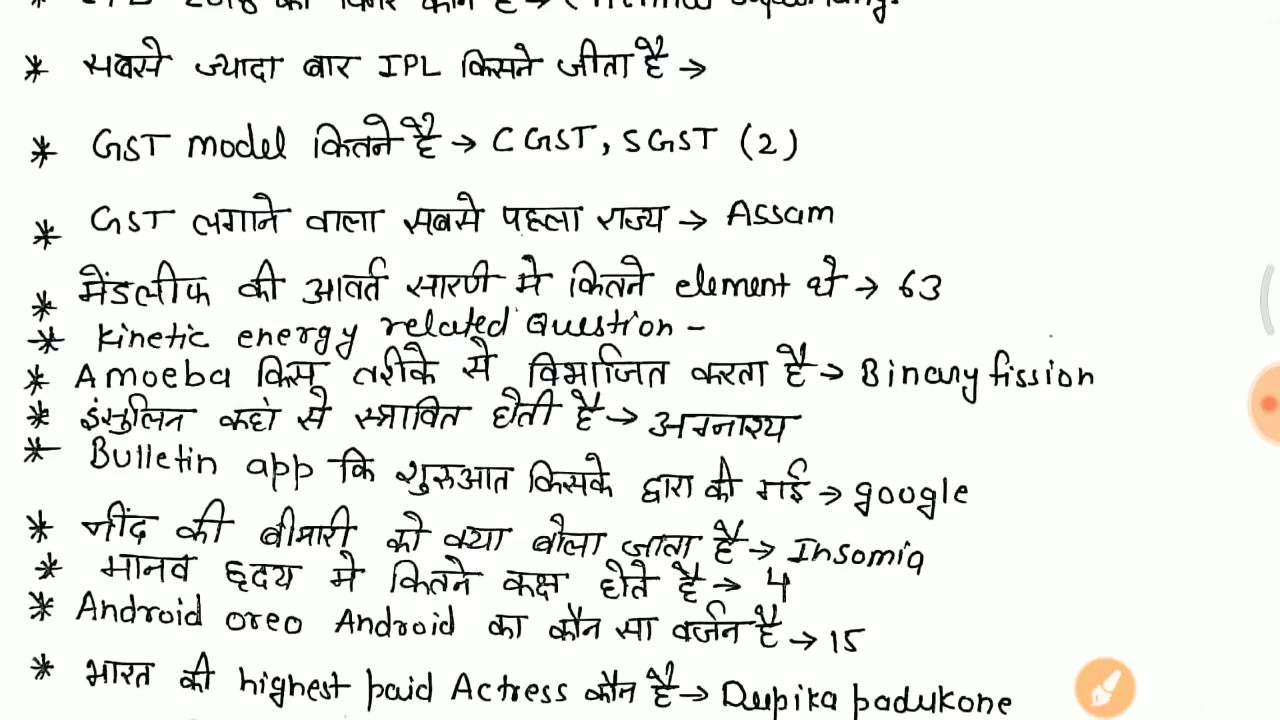 * सबसे ज्यादा बार IPL किसने जीता है →
* GST model कितने है → CGST, SGST (2)
* GST लगाने वाला सबसे पहला राज्य → Assam
* मेंडलीफ की आवर्त सारणी मे कितने element थे → 63
* Kinetic energy related Question -
* Amoeba किस तरीके से विभाजित करता है → Binary fission
* इंसुलिन कहां से स्त्रावित होती है → अग्नाश्य
* Bulletin app कि शुरुआत किसके द्वारा की गई → google
* नींद की बीमारी को क्या बोला जाता है → Insomia
* मानव हृदय मे कितने कक्ष होते है → 4
* Android oreo Android का कौन सा वर्जन है → 15
* भारत की highest paid Actress कौन है → Deepika padukone